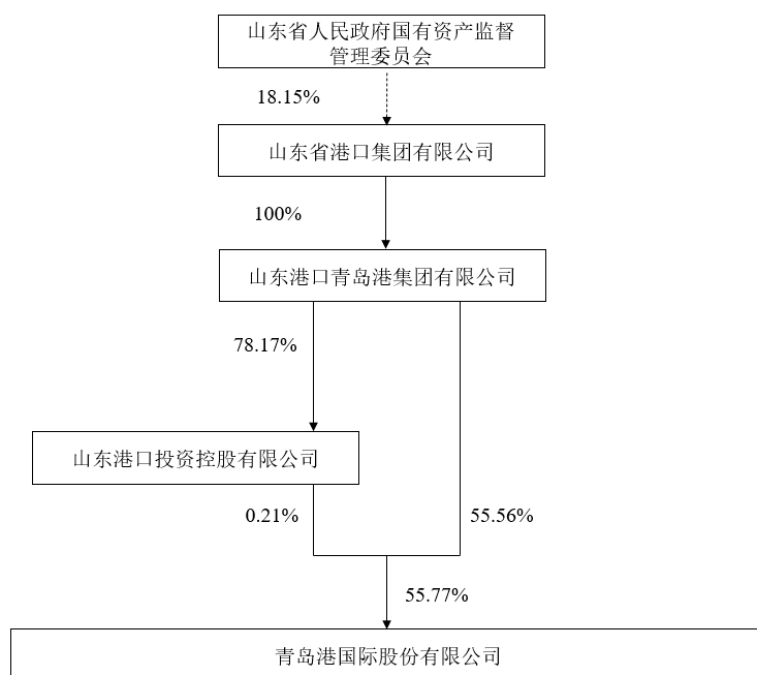 山东省人民政府国有资产监督
管理委员会
18.15%
山东省港口集团有限公司
100%
山东港口青岛港集团有限公司
78.17%
山东港口投资控股有限公司
0.21%
55.56%
55.77%
青岛港国际股份有限公司